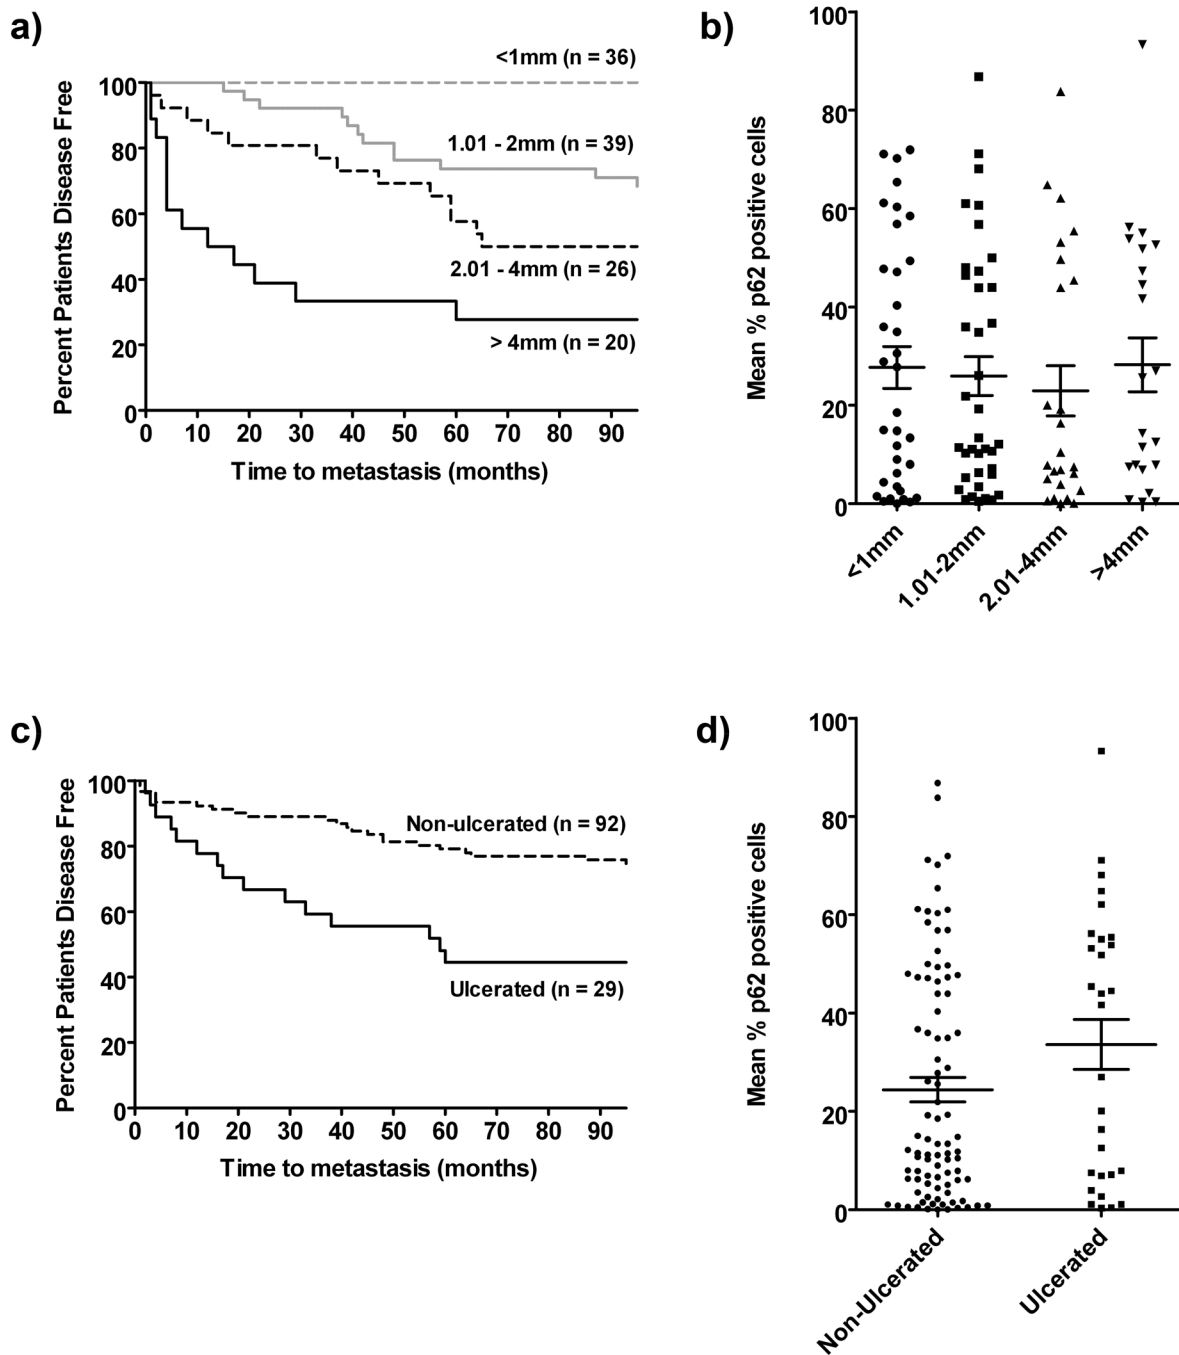 a)
<1mm (n = 36)
1.01 - 2mm (n = 39)
2.01 - 4mm (n = 26)
> 4mm (n = 20)
Percent Patients Disease Free
100
80
60
40
20
0
0 10 20 30 40 50 60 70 80 90
Time to metastasis (months)
b)
Mean % p62 positive cells
100
80
60
40
20
0
<1mm
1.01-2mm
2.01-4mm
>4mm
c)
Percent Patients Disease Free
100
80
60
40
20
0
Non-ulcerated (n = 92)
Ulcerated (n = 29)
0 10 20 30 40 50 60 70 80 90
Time to metastasis (months)
d)
Mean % p62 positive cells
100
80
60
40
20
0
Non-Ulcerated
Ulcerated